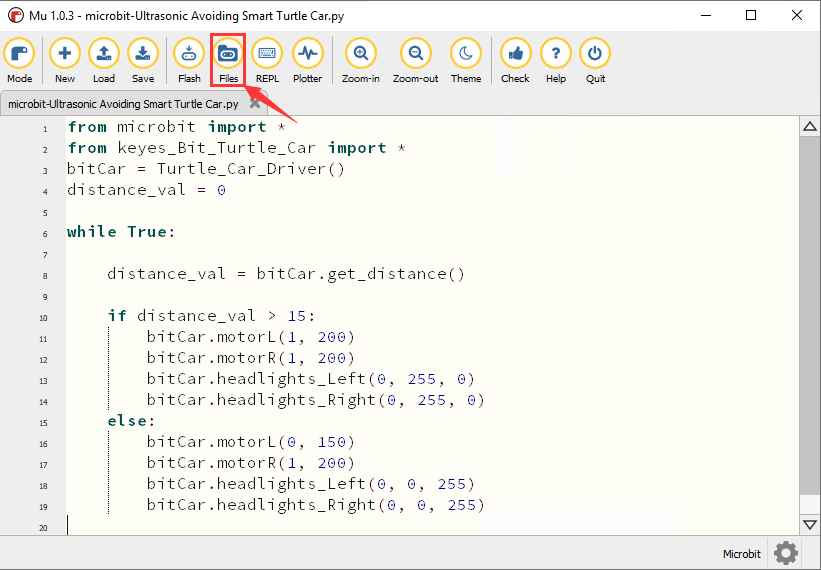 Mu 1.0.3 - microbit-Ultrasonic Avoiding Smart Turtle Car.py
Mode New Load Save Flash Files REPL Plotter Zoom-in Zoom-out Theme Check Help Quit
microbit-Ultrasonic Avoiding Smart Turtle Car.py
1 from microbit import *
2 from keyes_Bit_Turtle_Car import *
3 bitCar = Turtle_Car_Driver()
4 distance_val = 0
5
6 while True:
7
8     distance_val = bitCar.get_distance()
9
10     if distance_val > 15:
11         bitCar.motorL(1, 200)
12         bitCar.motorR(1, 200)
13         bitCar.headlights_Left(0, 255, 0)
14         bitCar.headlights_Right(0, 255, 0)
15     else:
16         bitCar.motorL(0, 150)
17         bitCar.motorR(1, 200)
18         bitCar.headlights_Left(0, 0, 255)
19         bitCar.headlights_Right(0, 0, 255)
20
Microbit